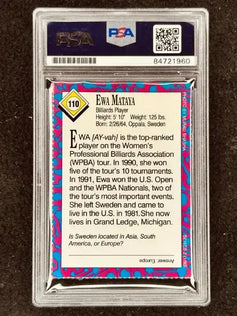 PSA
PSA
84721960
110
EWA MATAYA
Billiards Player
Height: 5' 10" Weight: 125 lbs.
Born: 2/26/64, Oppala, Sweden
EWA (AY-vah) is the top-ranked
player on the Women's
Professional Billiards Association
(WPBA) tour. In 1990, she won
five of the tour's 10 tournaments.
In 1991, Ewa won the U.S. Open
and the WPBA Nationals, two of
the tour's most important events.
She left Sweden and came to
live in the U.S. in 1981.She now
lives in Grand Ledge, Michigan.
Is Sweden located in Asia, South
America, or Europe?
Answer: Europe